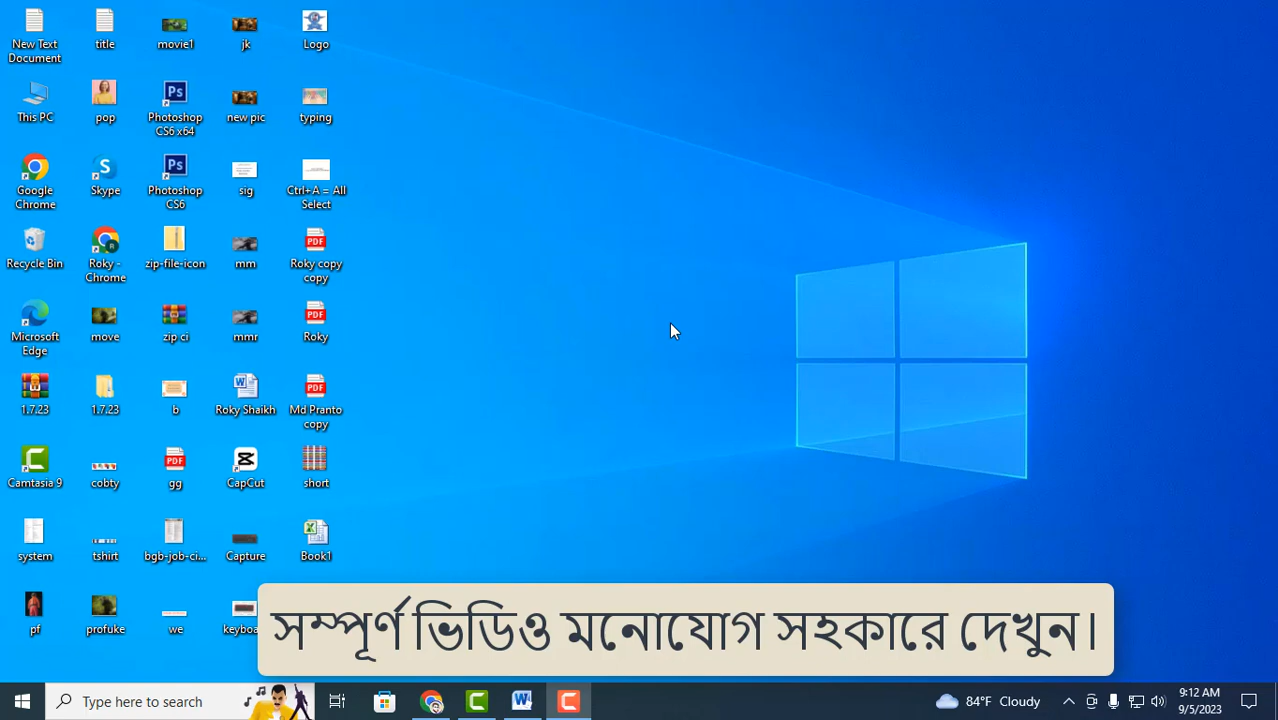 New Text
Document
title
movie1
jk
Logo
This PC
pop
Photoshop
CS6 x64
new pic
typing
Google
Chrome
Skype
Photoshop
CS6
sig
Ctrl+A = All
Select
Recycle Bin
Roky -
Chrome
zip-file-icon
mm
Roky copy
copy
Microsoft
Edge
move
zip ci
mmr
Roky
1.7.23
1.7.23
b
Roky Shaikh
Md Pranto
copy
Camtasia 9
cobty
gg
CapCut
short
system
tshirt
bgb-job-ci...
Capture
Book1
pf
profuke
we
keyboa
সম্পূর্ণ ভিডিও মনোযোগ সহকারে দেখুন।
Type here to search
84°F Cloudy
9:12 AM
9/5/2023